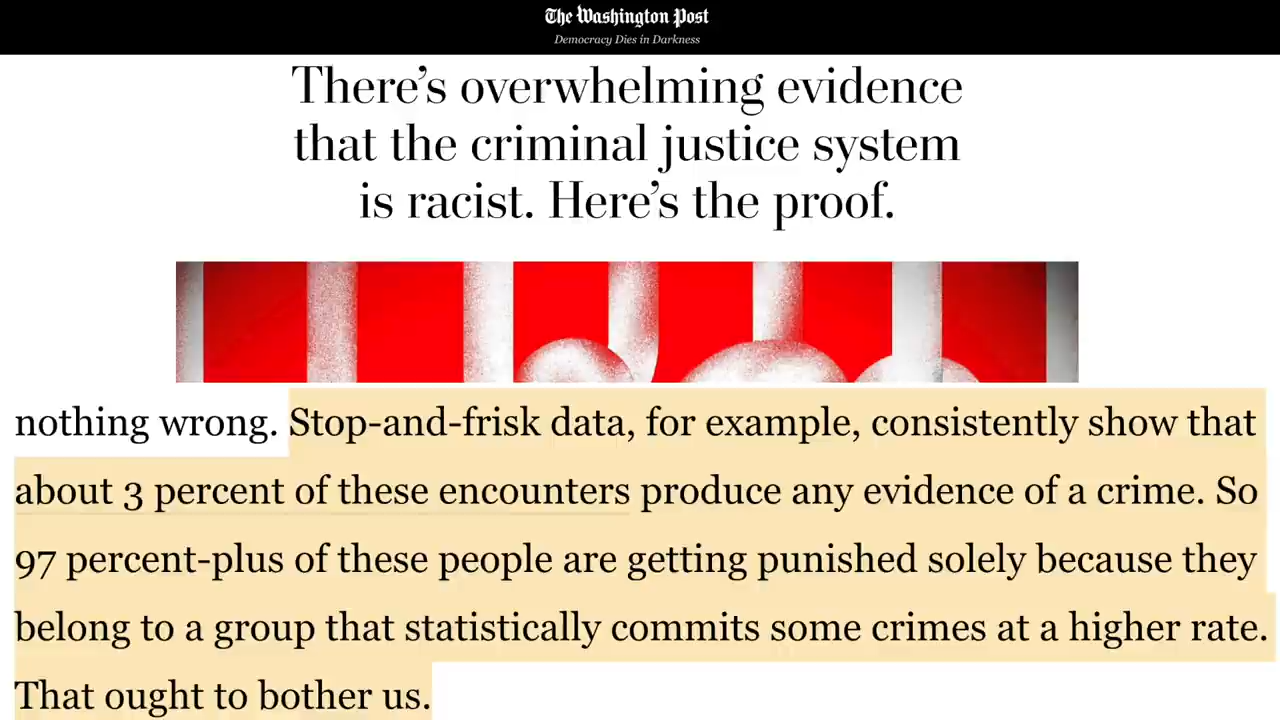 The Washington Post
Democracy Dies in Darkness
There’s overwhelming evidence
that the criminal justice system
is racist. Here’s the proof.
nothing wrong. Stop-and-frisk data, for example, consistently show that
about 3 percent of these encounters produce any evidence of a crime. So
97 percent-plus of these people are getting punished solely because they
belong to a group that statistically commits some crimes at a higher rate.
That ought to bother us.